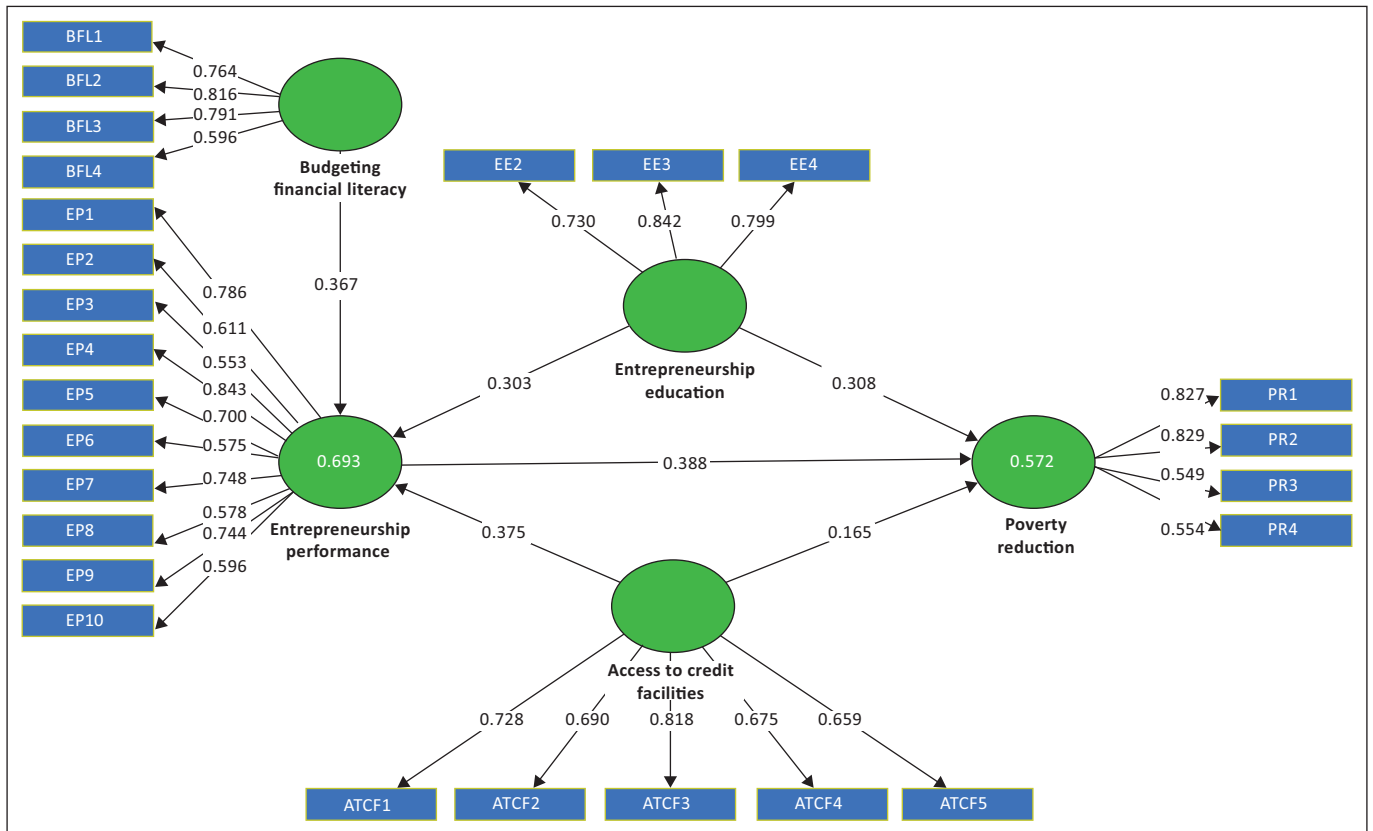 BFL1
BFL2
BFL3
BFL4
0.764
0.816
0.791
0.596
Budgeting
financial literacy
0.367
EP1
EP2
EP3
EP4
EP5
EP6
EP7
EP8
EP9
EP10
0.786
0.611
0.553
0.843
0.700
0.575
0.748
0.578
0.744
0.596
0.693
Entrepreneurship
performance
EE2
EE3
EE4
0.730
0.842
0.799
Entrepreneurship
education
0.303
0.308
0.388
0.375
0.165
0.572
Poverty
reduction
0.827
0.829
0.549
0.554
PR1
PR2
PR3
PR4
Access to credit
facilities
0.728
0.690
0.818
0.675
0.659
ATCF1
ATCF2
ATCF3
ATCF4
ATCF5